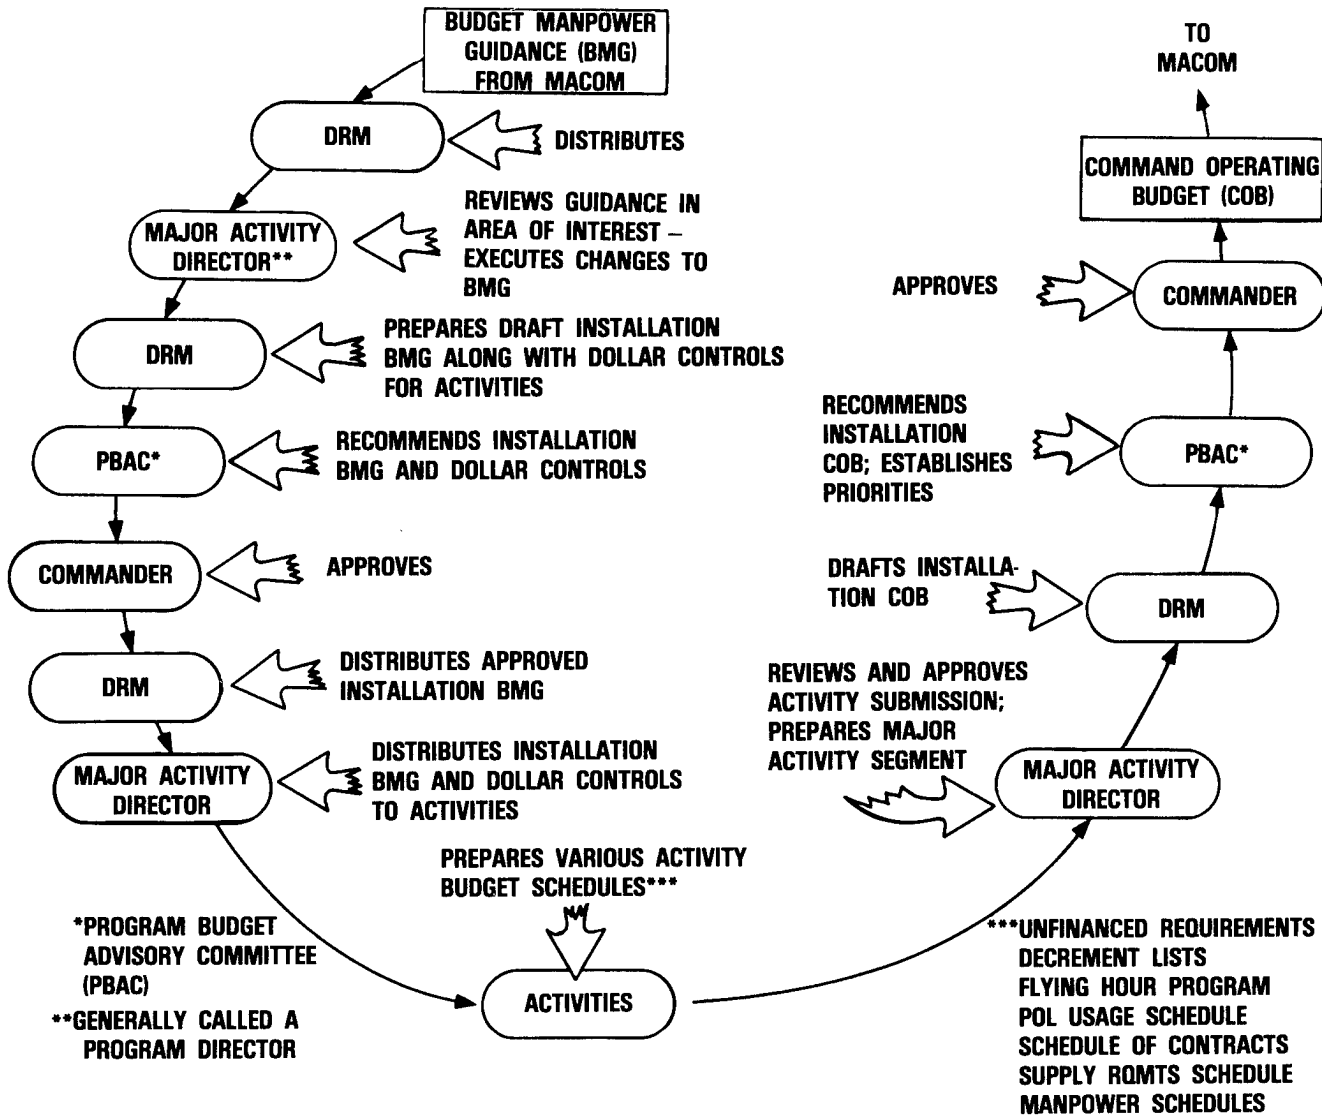 BUDGET MANPOWER
GUIDANCE (BMG)
FROM MACOM
DRM
DISTRIBUTES
MAJOR ACTIVITY
DIRECTOR**
REVIEWS GUIDANCE IN
AREA OF INTEREST –
EXECUTES CHANGES TO
BMG
DRM
PREPARES DRAFT INSTALLATION
BMG ALONG WITH DOLLAR CONTROLS
FOR ACTIVITIES
PBAC*
RECOMMENDS INSTALLATION
BMG AND DOLLAR CONTROLS
COMMANDER
APPROVES
DRM
DISTRIBUTES APPROVED
INSTALLATION BMG
MAJOR ACTIVITY
DIRECTOR
DISTRIBUTES INSTALLATION
BMG AND DOLLAR CONTROLS
TO ACTIVITIES
PREPARES VARIOUS ACTIVITY
BUDGET SCHEDULES***
ACTIVITIES
MAJOR ACTIVITY
DIRECTOR
REVIEWS AND APPROVES
ACTIVITY SUBMISSION;
PREPARES MAJOR
ACTIVITY SEGMENT
DRM
DRAFTS INSTALLA-
TION COB
PBAC*
RECOMMENDS
INSTALLATION
COB; ESTABLISHES
PRIORITIES
COMMANDER
APPROVES
COMMAND OPERATING
BUDGET (COB)
TO
MACOM
*PROGRAM BUDGET
ADVISORY COMMITTEE
(PBAC)
**GENERALLY CALLED A
PROGRAM DIRECTOR
***UNFINANCED REQUIREMENTS
DECREMENT LISTS
FLYING HOUR PROGRAM
POL USAGE SCHEDULE
SCHEDULE OF CONTRACTS
SUPPLY RQMTS SCHEDULE
MANPOWER SCHEDULES